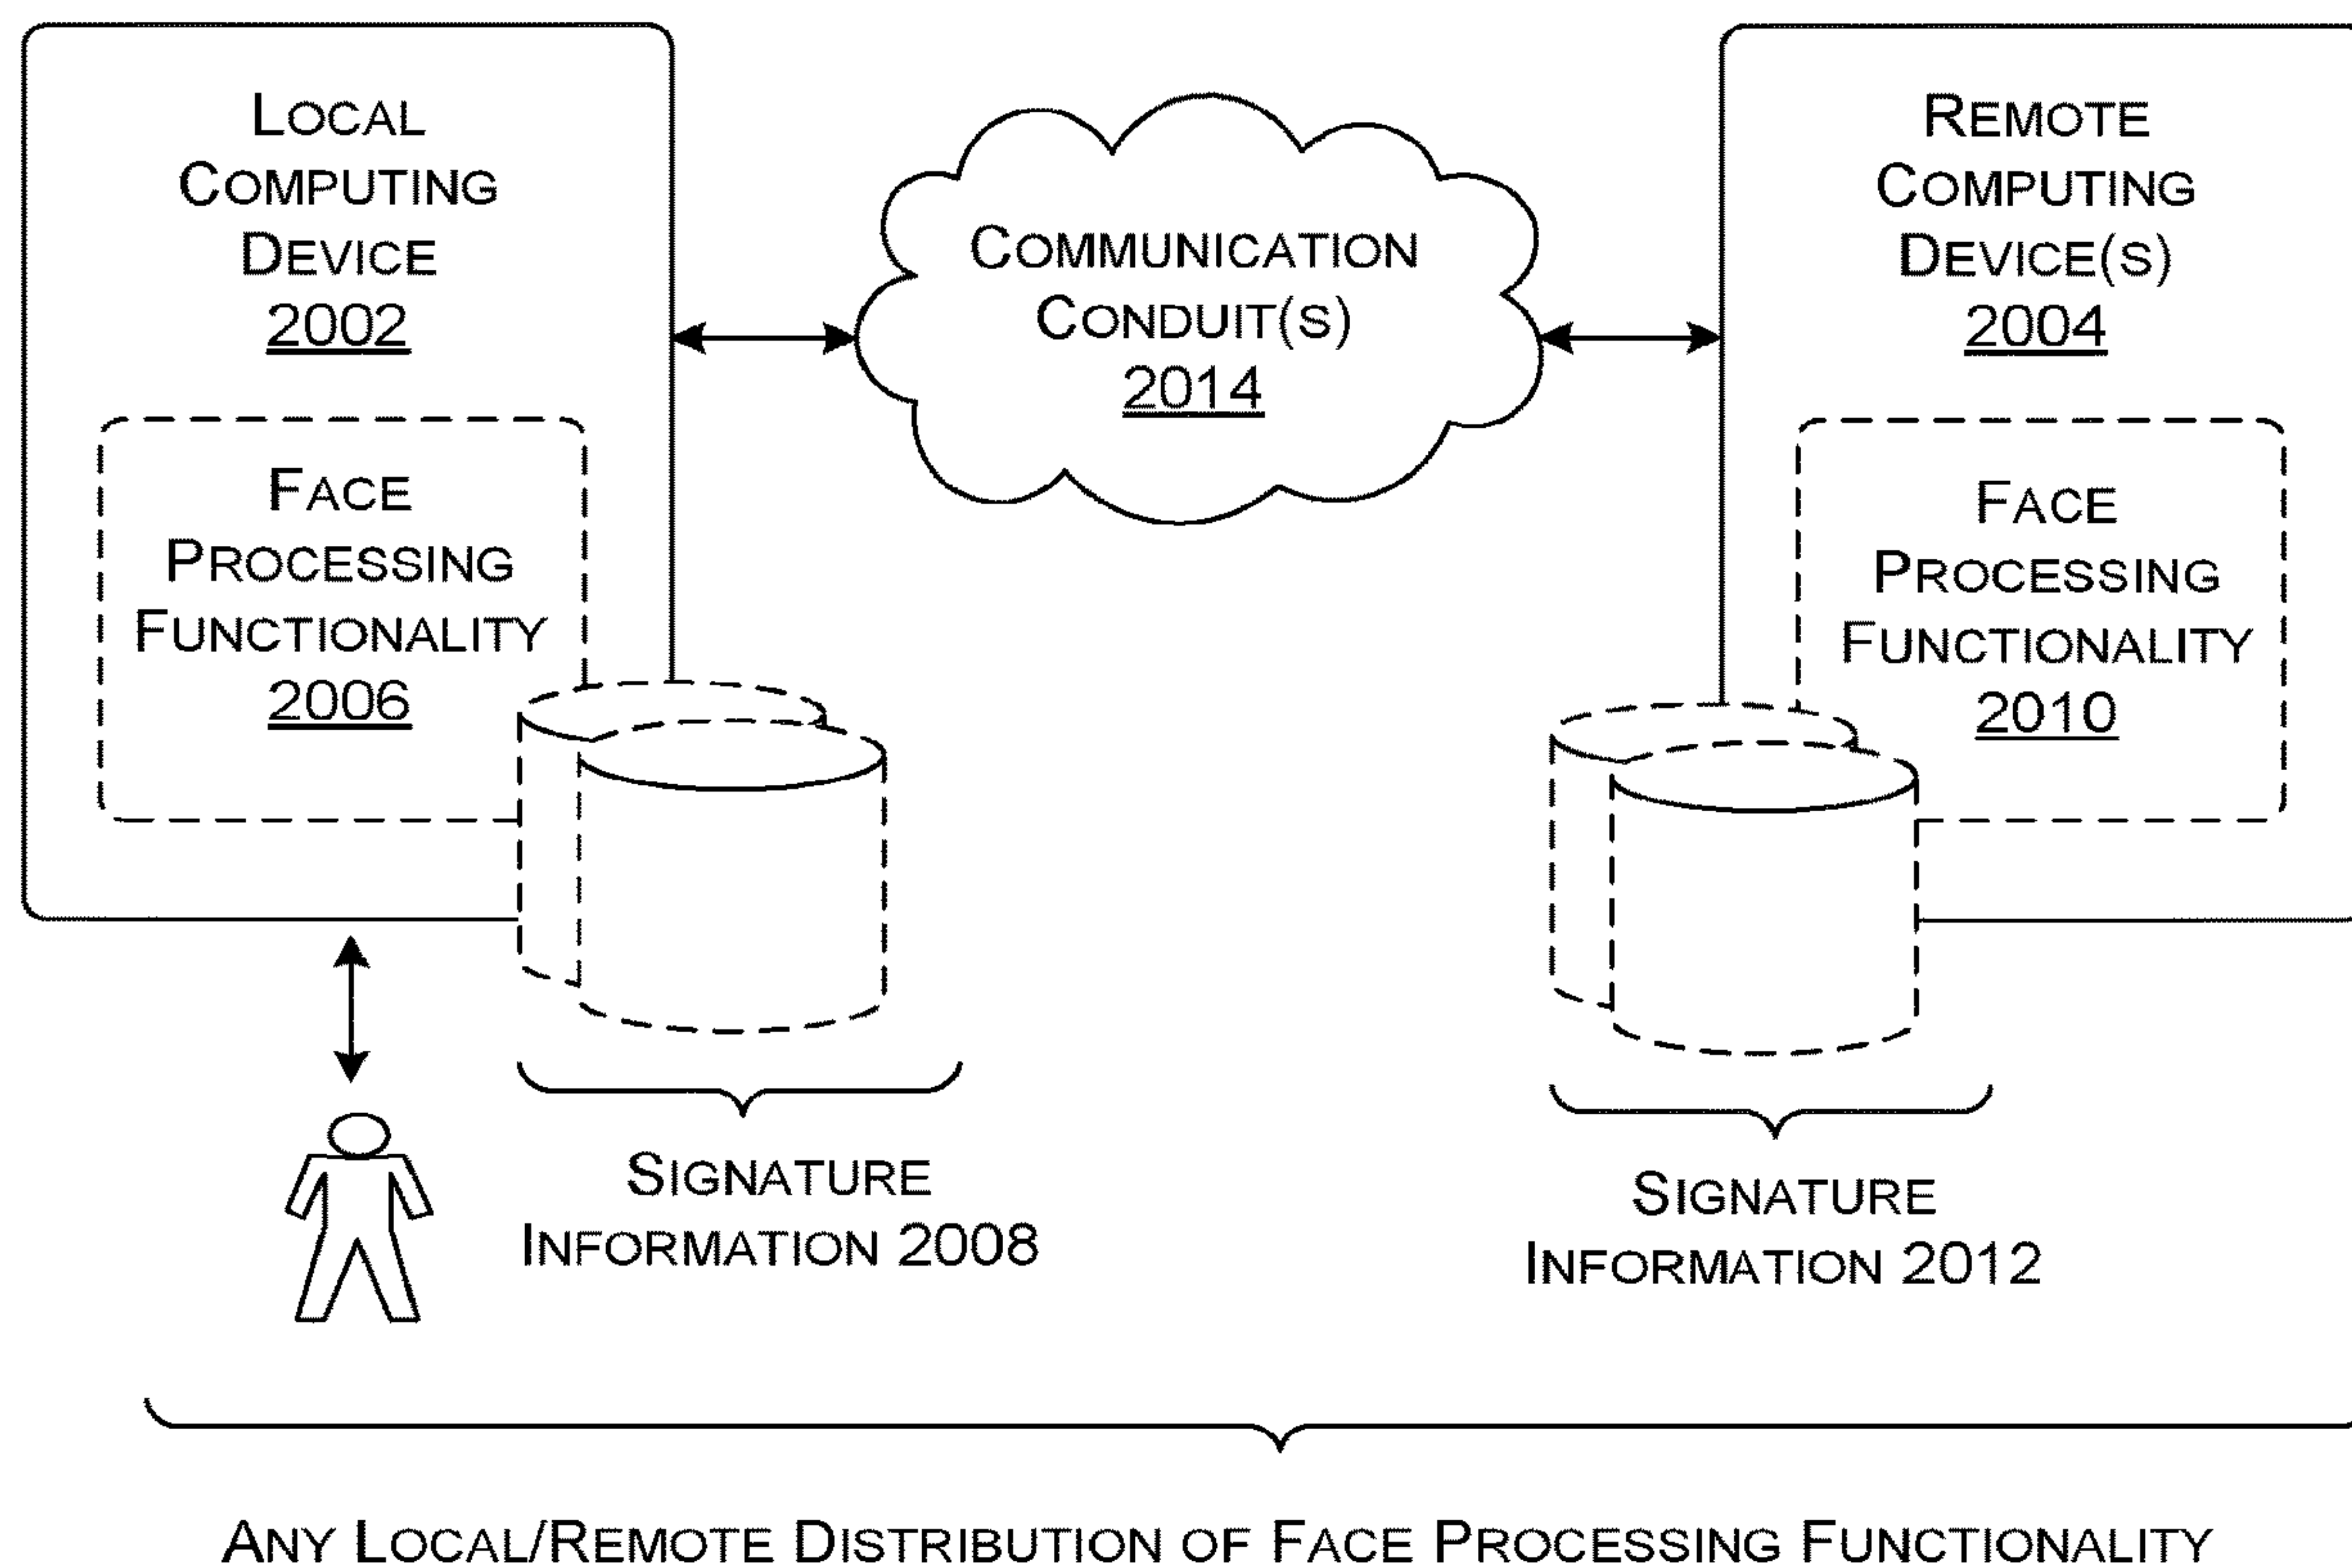 LOCAL
COMPUTING
DEVICE
2002
FACE
PROCESSING
FUNCTIONALITY
2006
COMMUNICATION
CONDUIT(S)
2014
REMOTE
COMPUTING
DEVICE(S)
2004
FACE
PROCESSING
FUNCTIONALITY
2010
SIGNATURE
INFORMATION 2008
SIGNATURE
INFORMATION 2012
ANY LOCAL/REMOTE DISTRIBUTION OF FACE PROCESSING FUNCTIONALITY